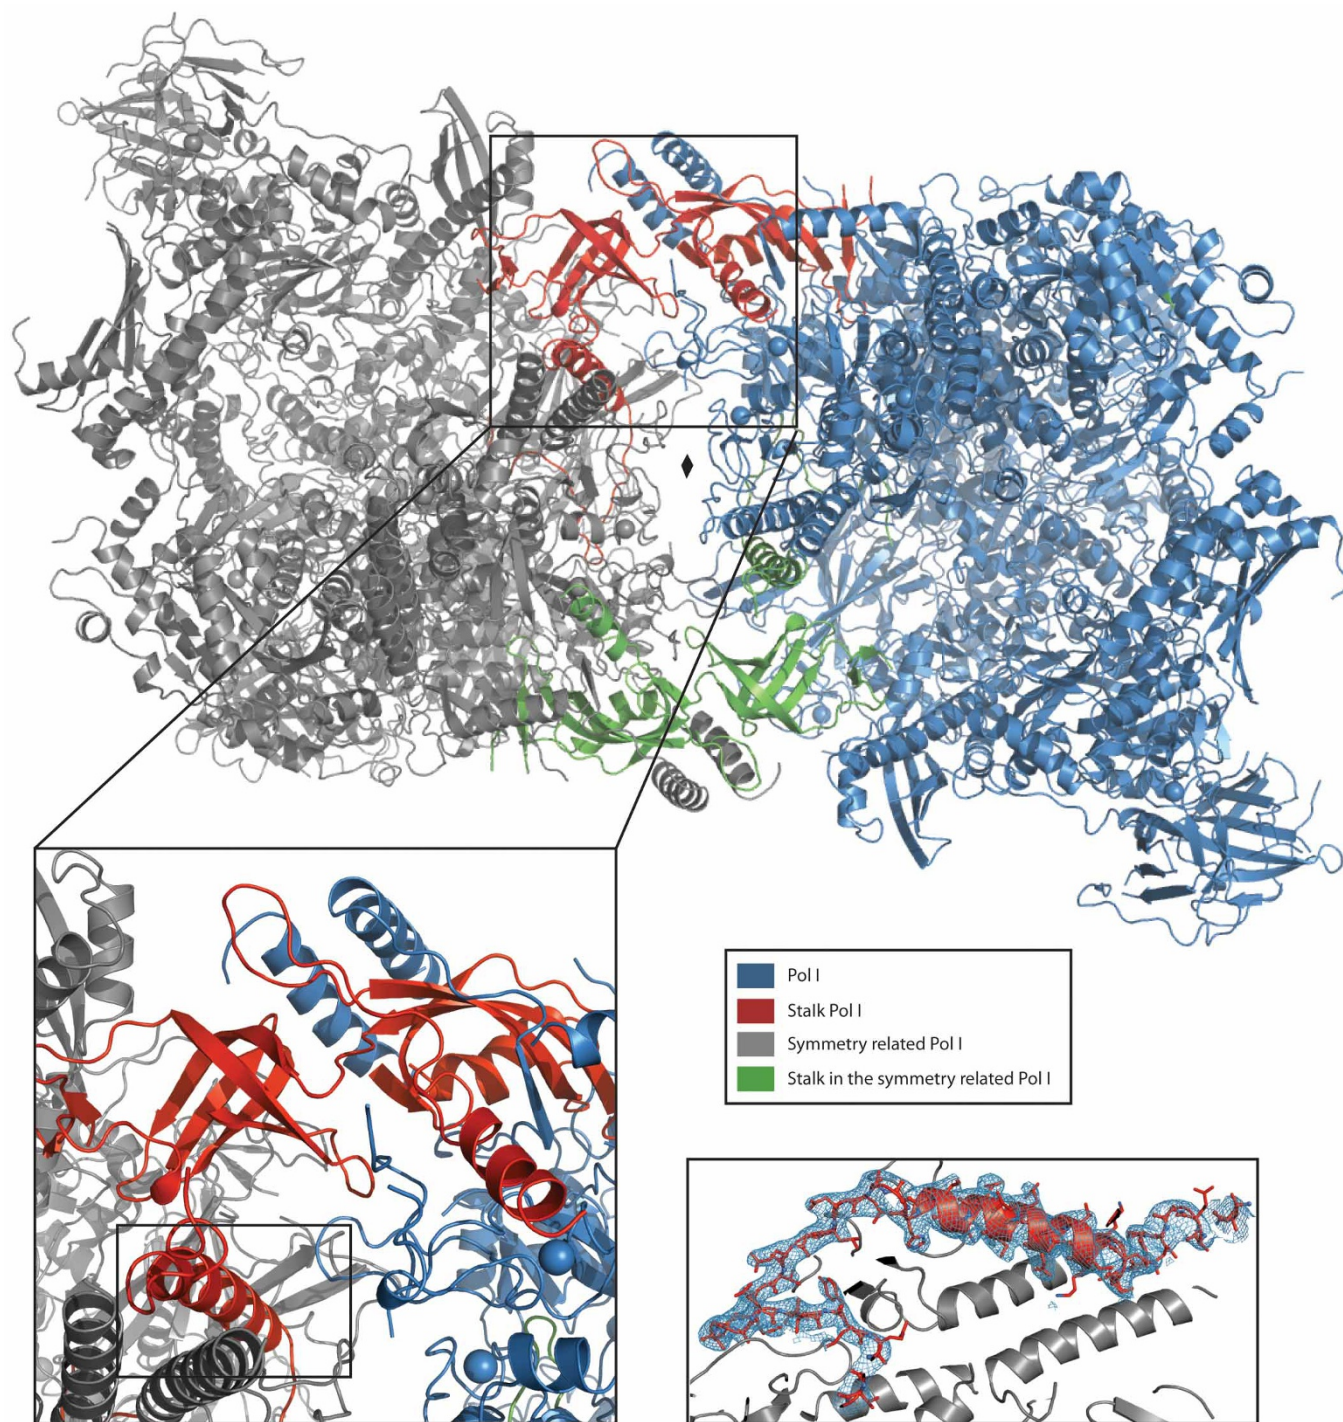 Pol I
Stalk Pol I
Symmetry related Pol I
Stalk in the symmetry related Pol I